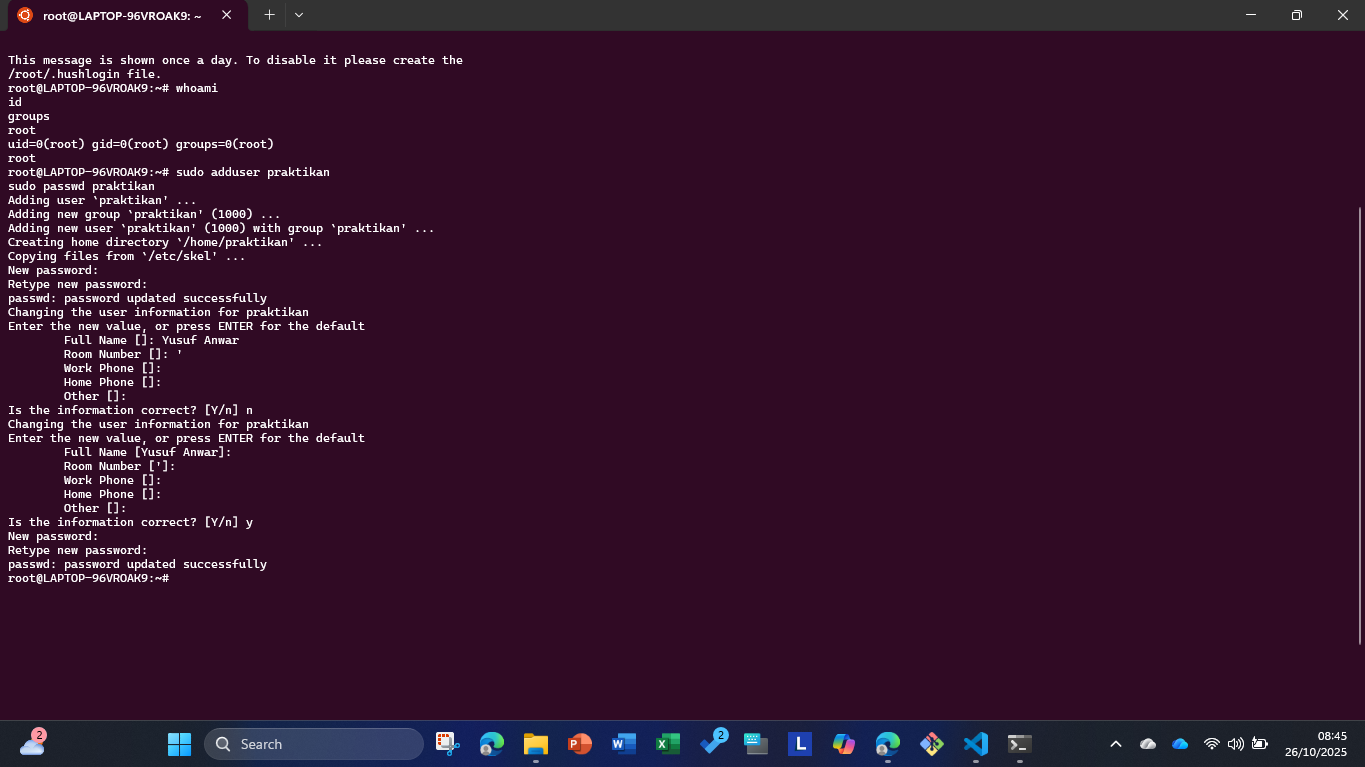 root@LAPTOP-96VROAK9: ~
This message is shown once a day. To disable it please create the
/root/.hushlogin file.
root@LAPTOP-96VROAK9:~# whoami
id
groups
root
uid=0(root) gid=0(root) groups=0(root)
root
root@LAPTOP-96VROAK9:~# sudo adduser praktikan
sudo passwd praktikan
Adding user `praktikan' ...
Adding new group `praktikan' (1000) ...
Adding new user `praktikan' (1000) with group `praktikan' ...
Creating home directory `/home/praktikan' ...
Copying files from `/etc/skel' ...
New password:
Retype new password:
passwd: password updated successfully
Changing the user information for praktikan
Enter the new value, or press ENTER for the default
        Full Name []: Yusuf Anwar
        Room Number []: '
        Work Phone []:
        Home Phone []:
        Other []:
Is the information correct? [Y/n] n
Changing the user information for praktikan
Enter the new value, or press ENTER for the default
        Full Name [Yusuf Anwar]:
        Room Number [']:
        Work Phone []:
        Home Phone []:
        Other []:
Is the information correct? [Y/n] y
New password:
Retype new password:
passwd: password updated successfully
root@LAPTOP-96VROAK9:~#
2
Search
P
W
X
2
L
08:45
26/10/2025